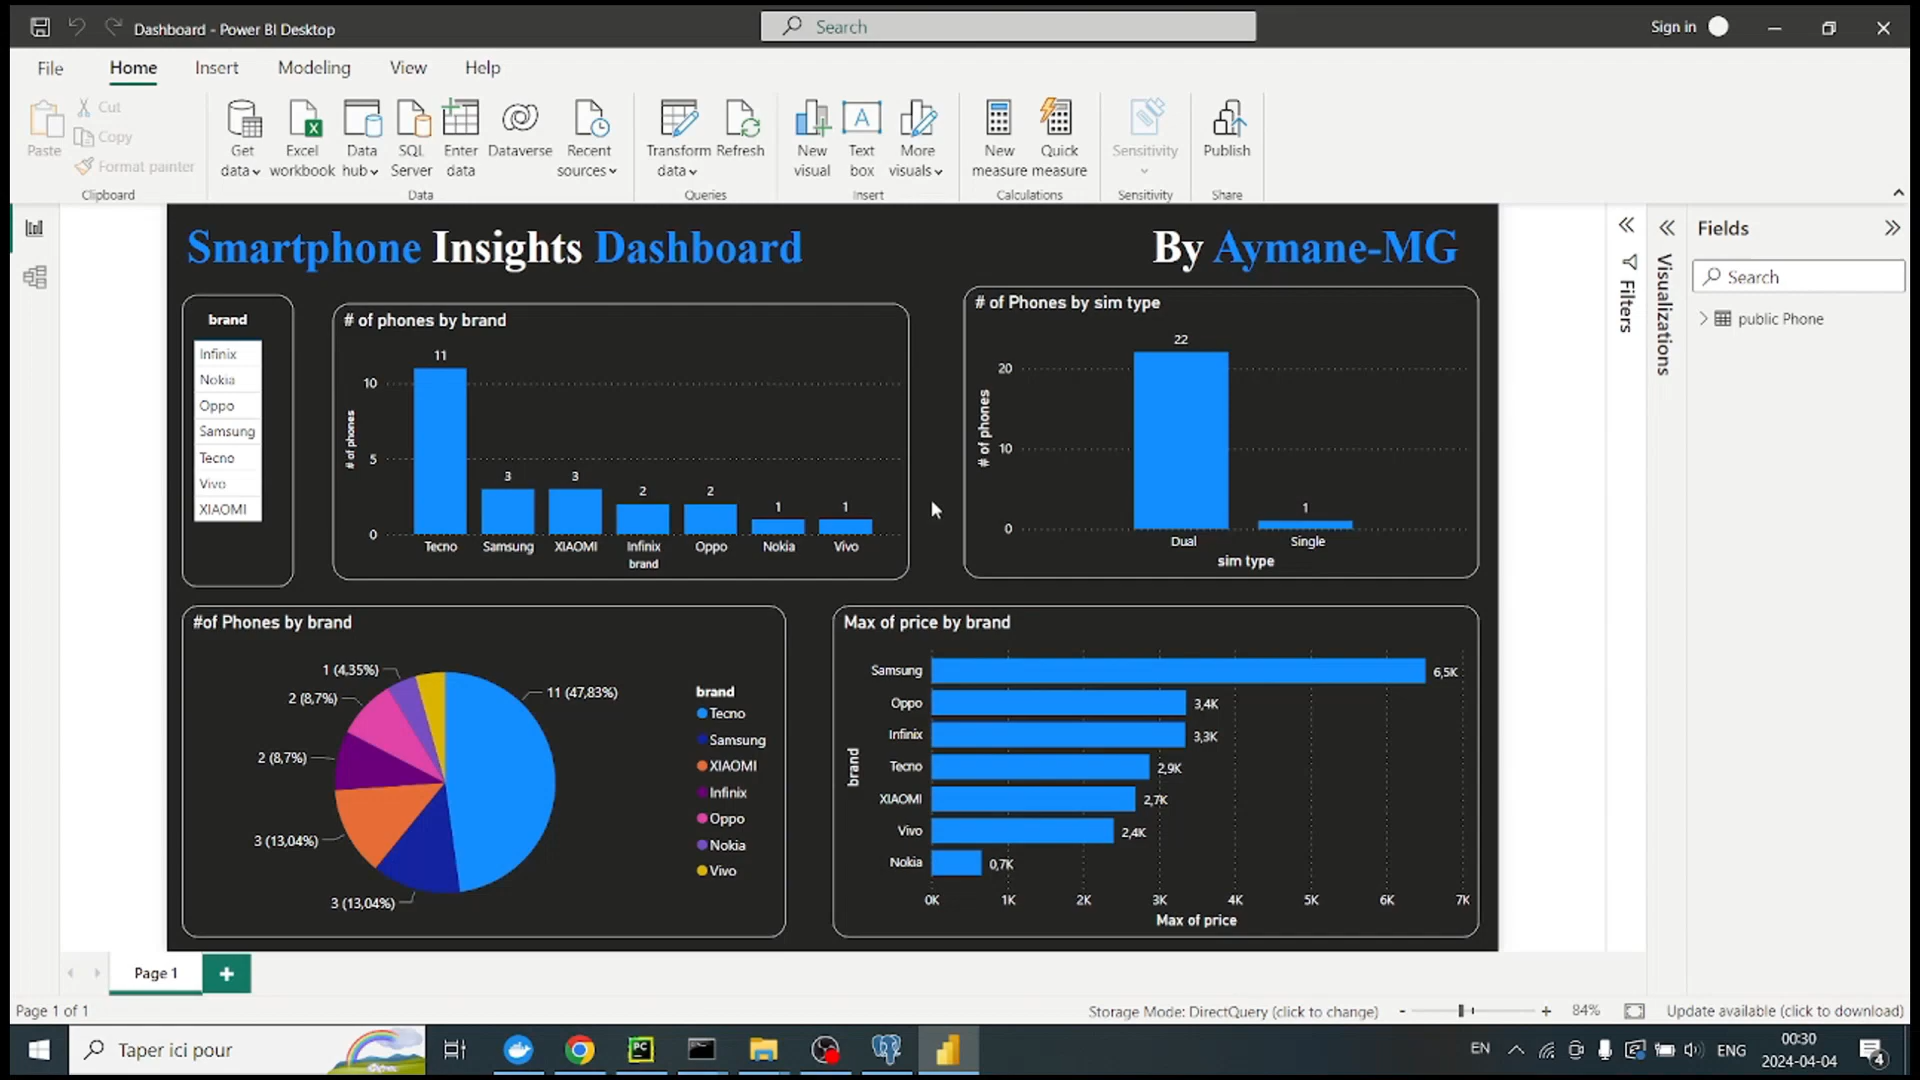 Dashboard - Power BI Desktop
Search
Sign in
File Home Insert Modeling View Help
Paste
Cut
Copy
Format painter
Clipboard
Get data
Excel workbook
Data hub
SQL Server
Enter data
Dataverse
Recent sources
Data
Transform data
Refresh
Queries
New visual
Text box
More visuals
Insert
New measure
Quick measure
Calculations
Sensitivity
Sensitivity
Publish
Share
Smartphone Insights Dashboard
By Aymane-MG
brand
Infinix
Nokia
Oppo
Samsung
Tecno
Vivo
XIAOMI
# of phones by brand
# of phones
10
5
0
11
3
3
2
2
1
1
Tecno Samsung XIAOMI Infinix Oppo Nokia Vivo
brand
# of Phones by sim type
# of phones
20
10
0
22
1
Dual Single
sim type
#of Phones by brand
1 (4,35%)
2 (8,7%)
2 (8,7%)
3 (13,04%)
3 (13,04%)
11 (47,83%)
brand
Tecno
Samsung
XIAOMI
Infinix
Oppo
Nokia
Vivo
Max of price by brand
brand
Samsung 6,5K
Oppo 3,4K
Infinix 3,3K
Tecno 2,9K
XIAOMI 2,7K
Vivo 2,4K
Nokia 0,7K
0K 1K 2K 3K 4K 5K 6K 7K
Max of price
Filters
Visualizations
Fields
Search
public Phone
Page 1
Page 1 of 1
Storage Mode: DirectQuery (click to change)
- + 84%
Update available (click to download)
Taper ici pour
PC
EN
ENG
00:30
2024-04-04
4